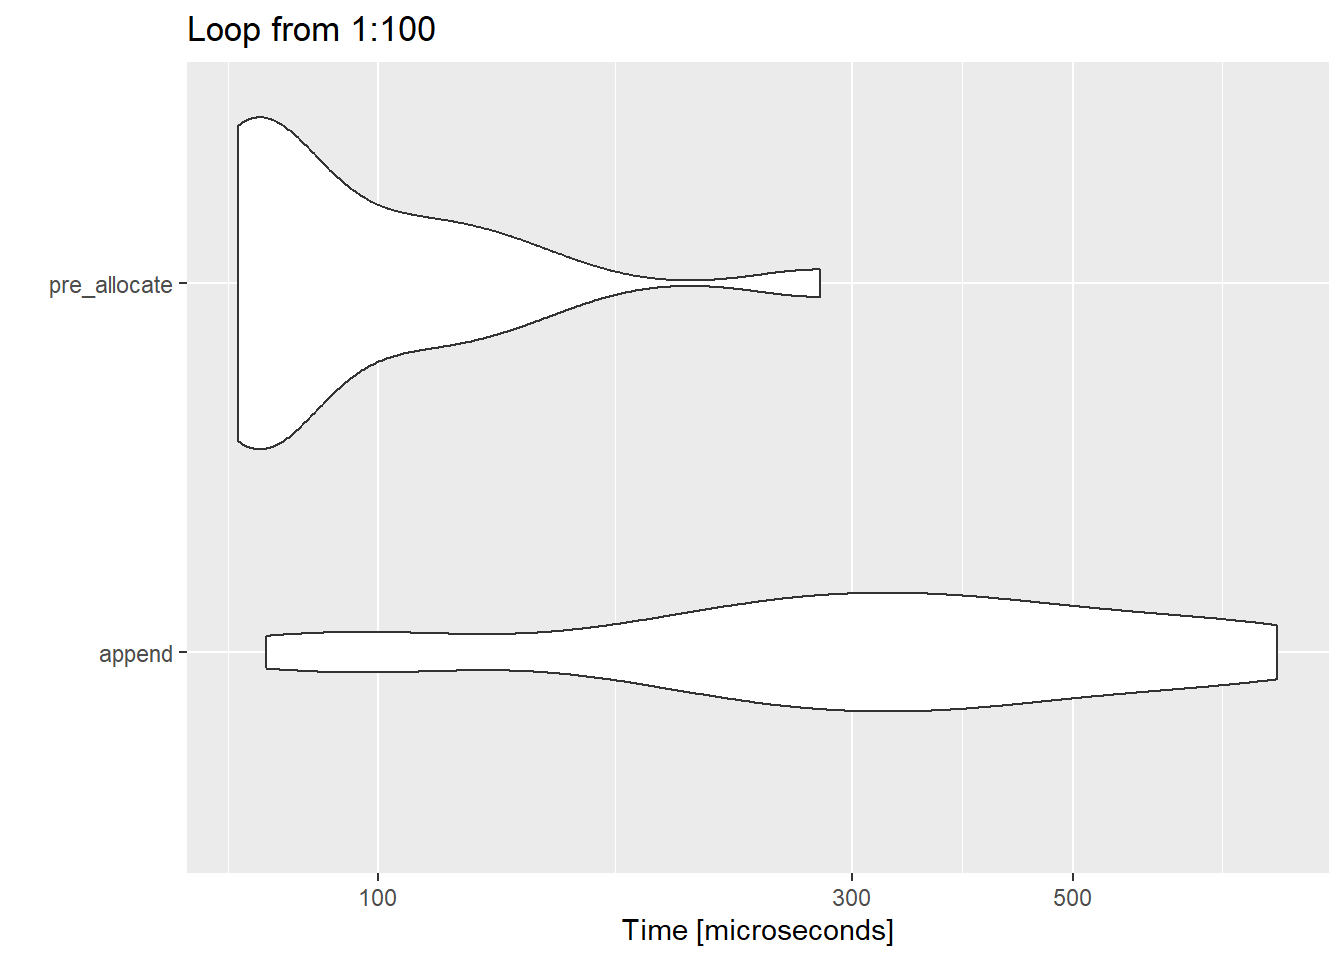 Loop from 1:100
pre_allocate
append
100 300 500
Time [microseconds]